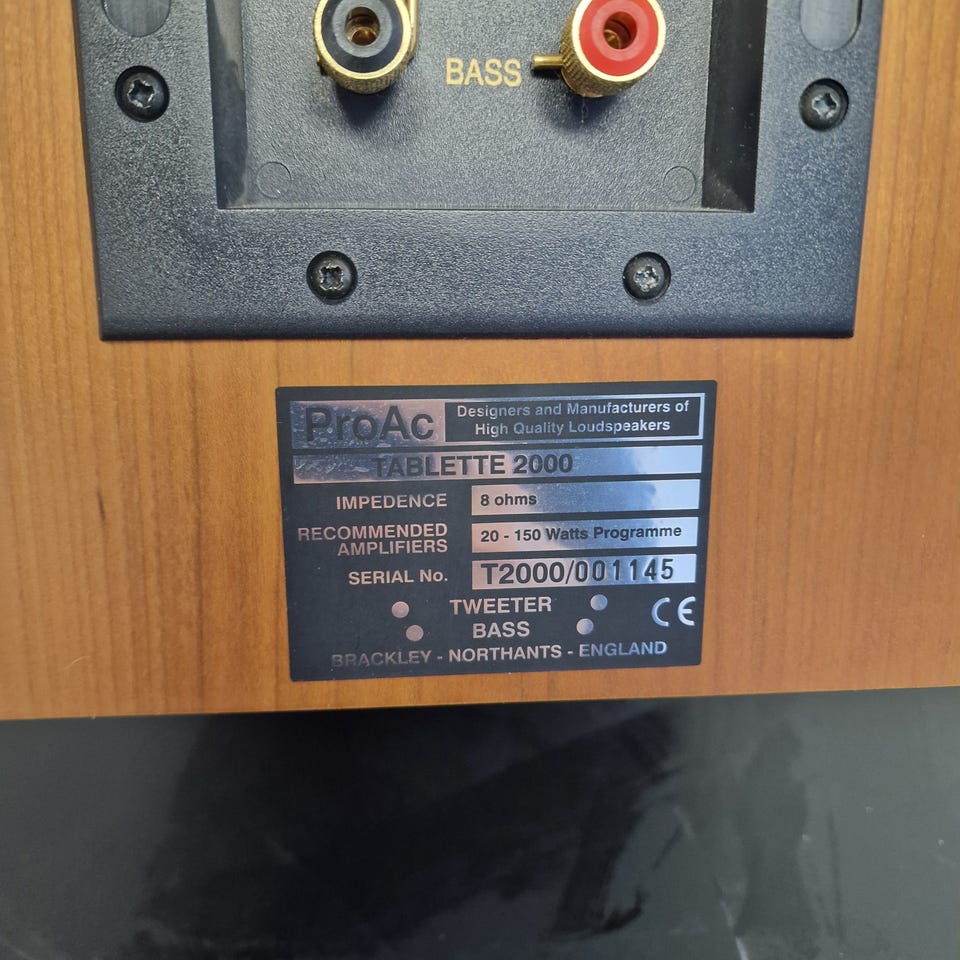 BASS
ProAc
Designers and Manufacturers of
High Quality Loudspeakers
TABLETTE 2000
IMPEDENCE 8 ohms
RECOMMENDED
AMPLIFIERS 20 - 150 Watts Programme
SERIAL No. T2000/001145
TWEETER
BASS
CE
BRACKLEY - NORTHANTS - ENGLAND